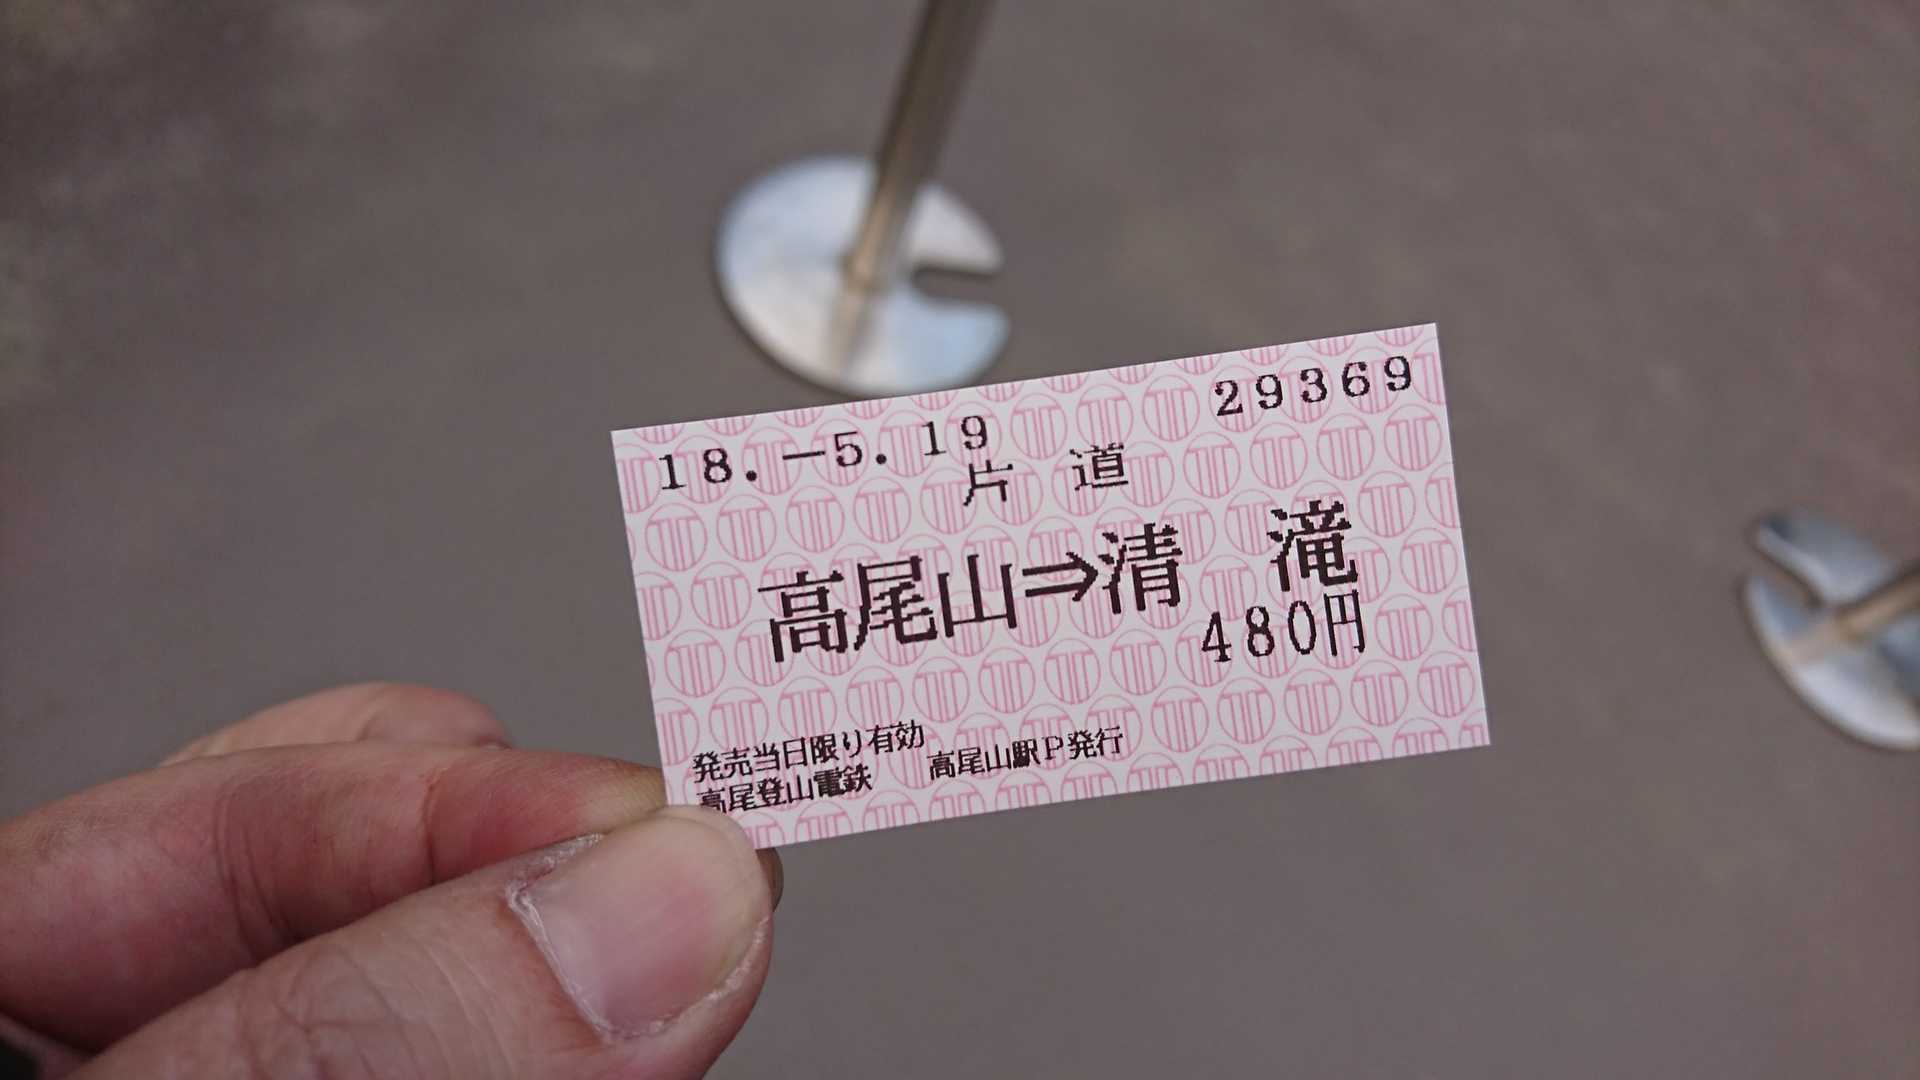 29369
18.-5.19
片道
高尾山⇒清滝
480円
発売当日限り有効
高尾登山電鉄 高尾山駅P発行